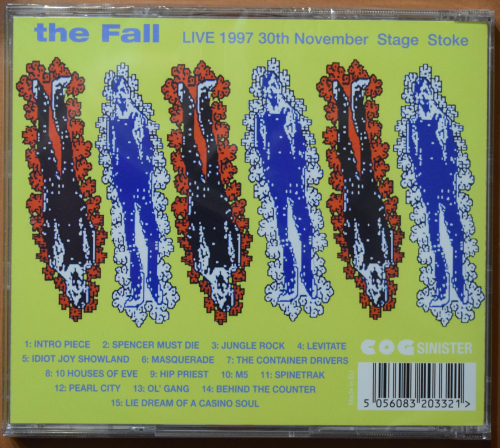 the Fall LIVE 1997 30th November Stage Stoke
1: INTRO PIECE 2: SPENCER MUST DIE 3: JUNGLE ROCK 4: LEVITATE
5: IDIOT JOY SHOWLAND 6: MASQUERADE 7: THE CONTAINER DRIVERS
8: 10 HOUSES OF EVE 9: HIP PRIEST 10: M5 11: SPINETRAK
12: PEARL CITY 13: OL' GANG 14: BEHIND THE COUNTER
15: LIE DREAM OF A CASINO SOUL
COG SINISTER
5 056083 203321 >